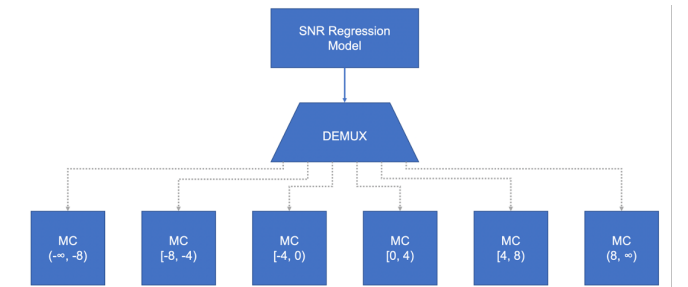 SNR Regression
Model
DEMUX
MC
(-∞, -8)
MC
[-8, -4)
MC
[-4, 0)
MC
[0, 4)
MC
[4, 8)
MC
(8, ∞)